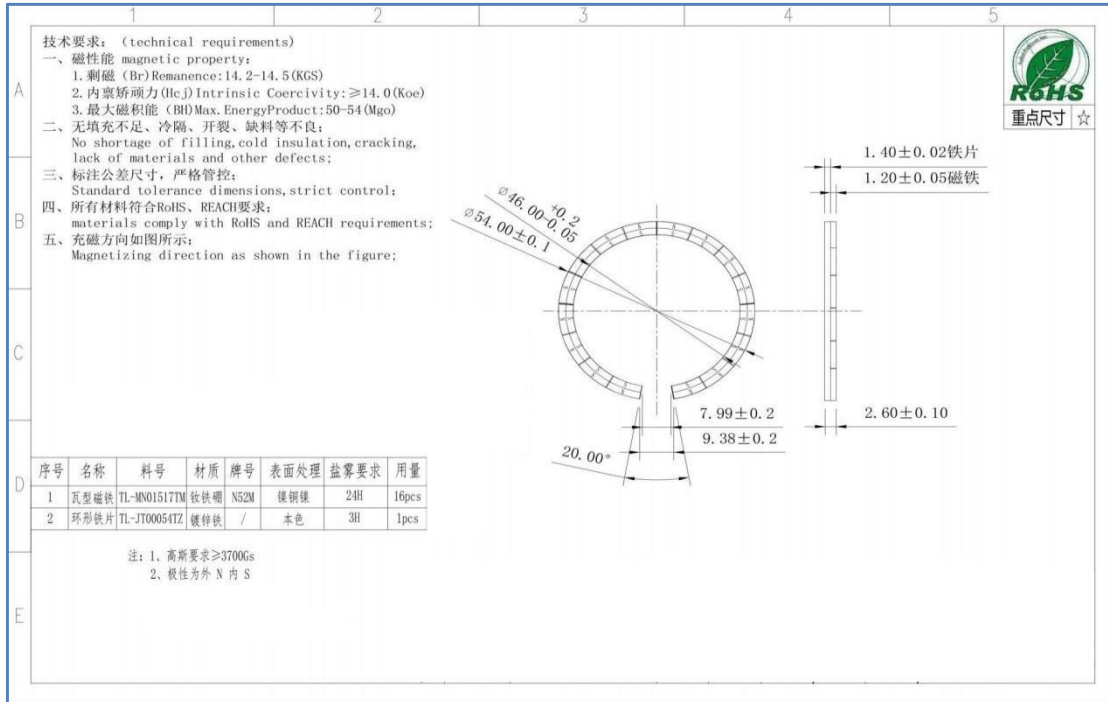 1 2 3 4 5
A
B
C
D
E
技术要求：（technical requirements）
一、磁性能 magnetic property:
1.剩磁（Br）Remanence:14.2-14.5(KGS)
2.内禀矫顽力(Hcj)Intrinsic Coercivity:≥14.0(Koe)
3.最大磁积能（BH)Max.EnergyProduct:50-54(Mgo)
二、无填充不足、冷隔、开裂、缺料等不良;
No shortage of filling,cold insulation,cracking,
lack of materials and other defects;
三、标注公差尺寸，严格管控;
Standard tolerance dimensions,strict control;
四、所有材料符合RoHS、REACH要求;
materials comply with RoHS and REACH requirements;
五、充磁方向如图所示;
Magnetizing direction as shown in the figure;
RoHS
重点尺寸 ☆
1.40±0.02铁片
1.20±0.05磁铁
⌀46.00 +0.2 -0.05
⌀54.00±0.1
7.99±0.2
9.38±0.2
20.00°
2.60±0.10
序号 名称 料号 材质 牌号 表面处理 盐雾要求 用量
1 瓦型磁铁 TL-MN01517TM 钕铁硼 N52M 镍铜镍 24H 16pcs
2 环形铁片 TL-JT00054TZ 镀锌铁 / 本色 3H 1pcs
注：1、高斯要求≥3700Gs
2、极性为外 N 内 S